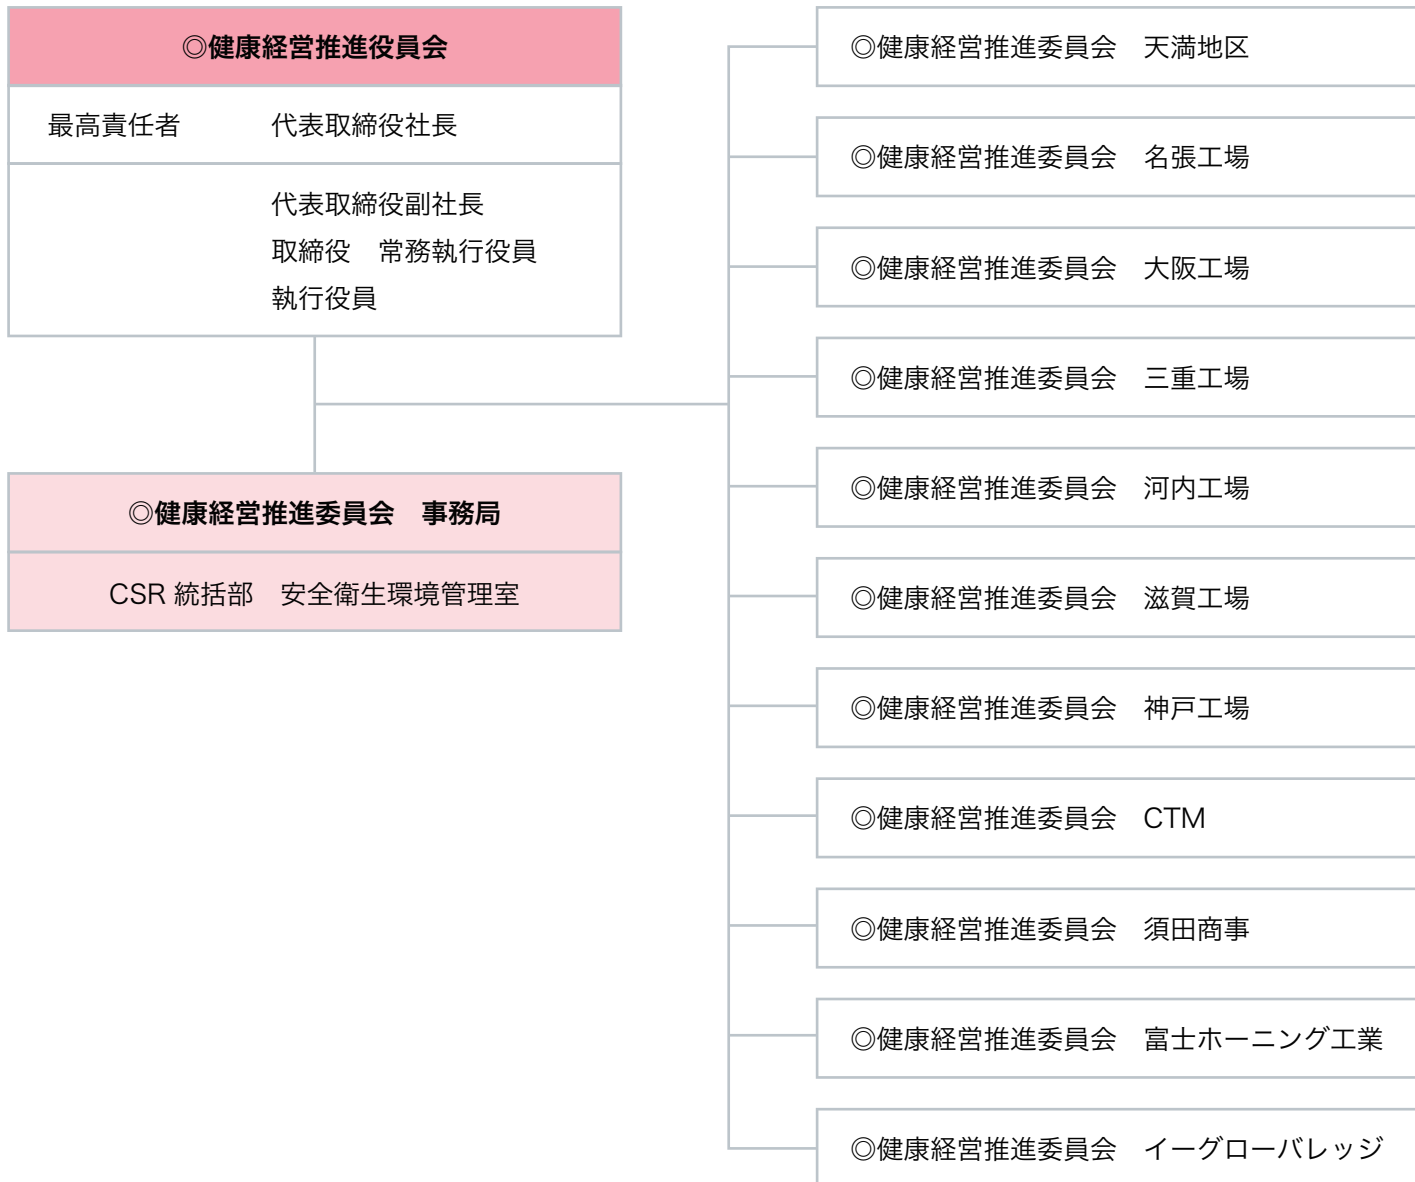 ◎健康経営推進役員会
最高責任者　代表取締役社長
代表取締役副社長
取締役　常務執行役員
執行役員
◎健康経営推進委員会　事務局
CSR 統括部　安全衛生環境管理室
◎健康経営推進委員会　天満地区
◎健康経営推進委員会　名張工場
◎健康経営推進委員会　大阪工場
◎健康経営推進委員会　三重工場
◎健康経営推進委員会　河内工場
◎健康経営推進委員会　滋賀工場
◎健康経営推進委員会　神戸工場
◎健康経営推進委員会　CTM
◎健康経営推進委員会　須田商事
◎健康経営推進委員会　富士ホーニング工業
◎健康経営推進委員会　イーグローバレッジ